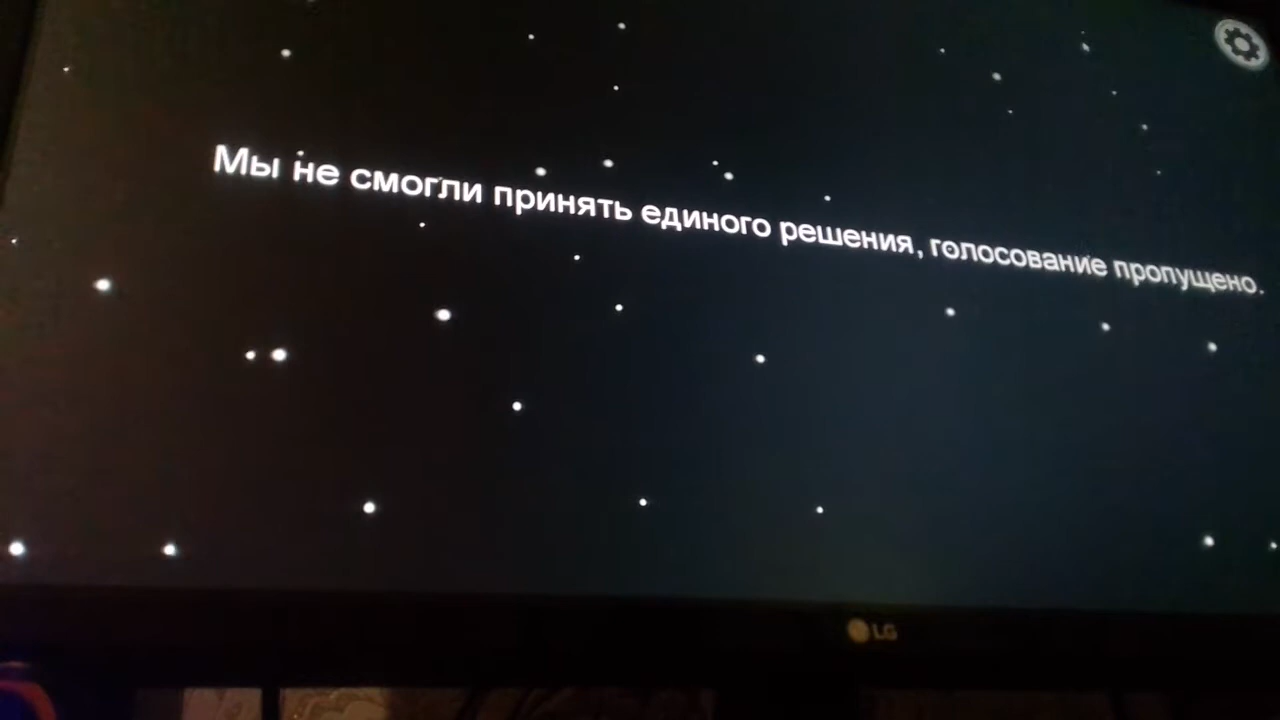 Мы не смогли принять единого решения, голосование пропущено.
LG